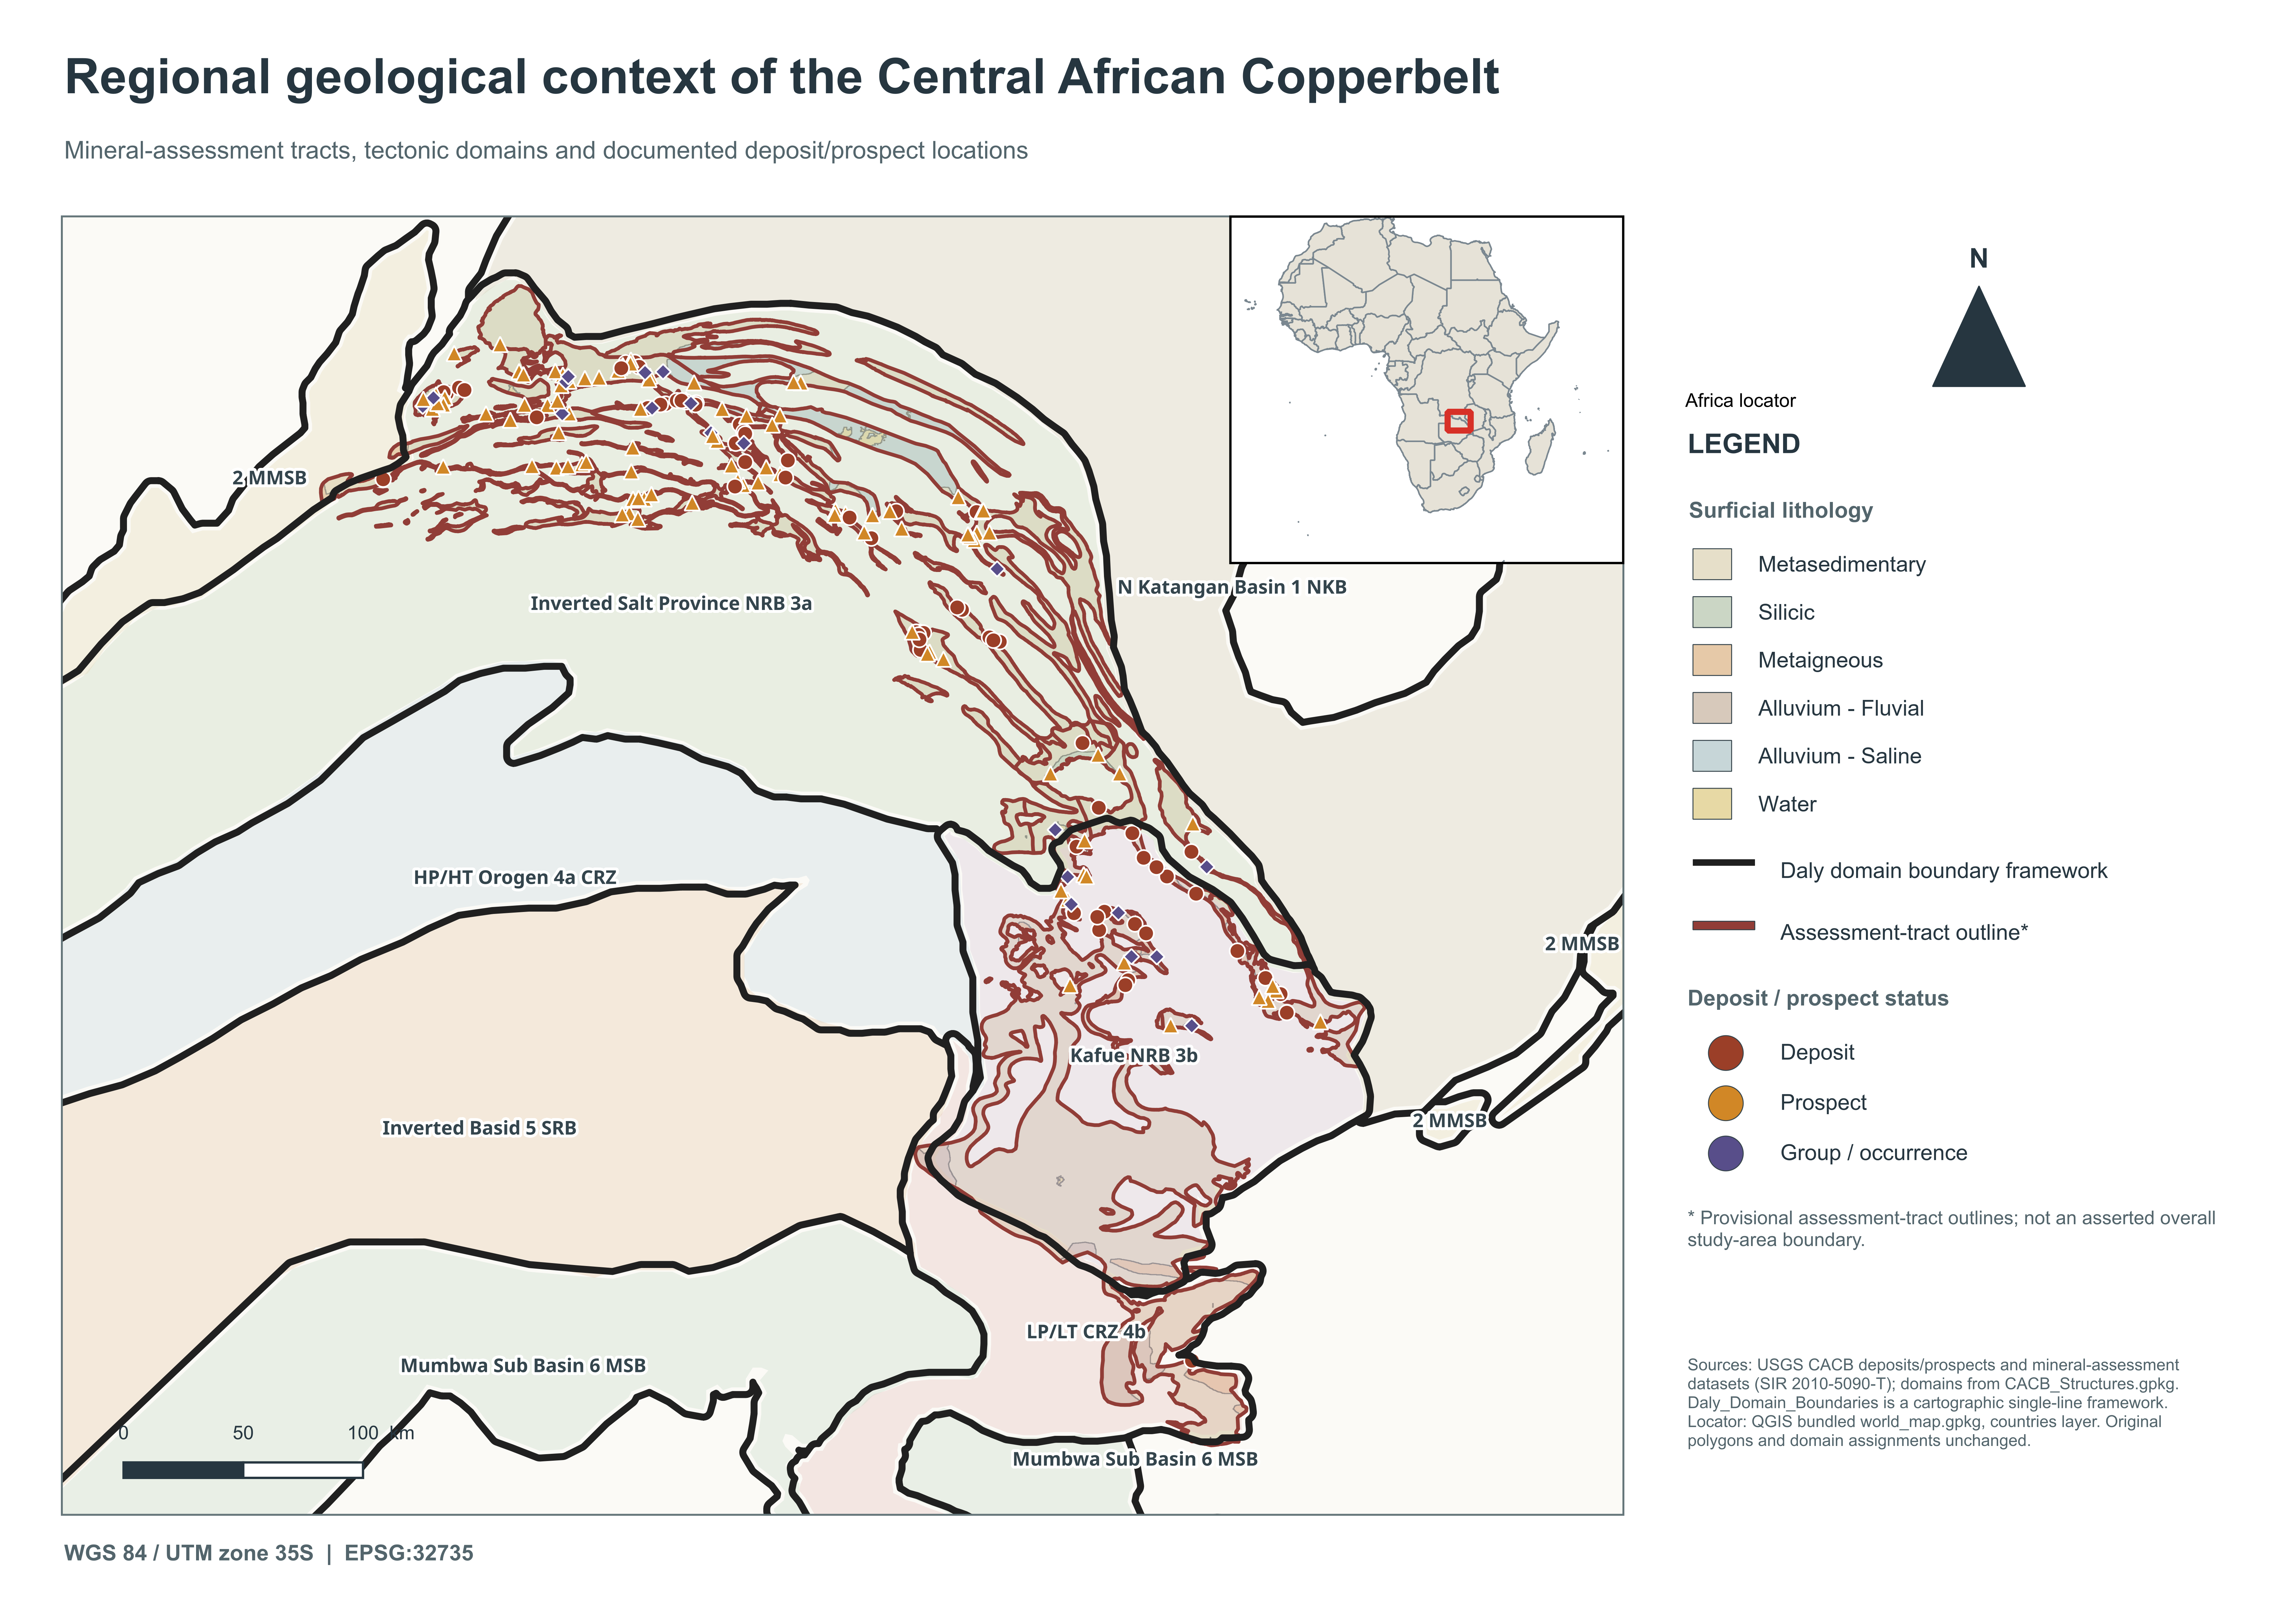 Regional geological context of the Central African Copperbelt
Mineral-assessment tracts, tectonic domains and documented deposit/prospect locations
N
Africa locator
LEGEND
2 MMSB
Surficial lithology
Metasedimentary
N Katangan Basin 1 NKB
Inverted Salt Province NRB 3a
Silicic
Metaigneous
Alluvium - Fluvial
Alluvium - Saline
Water
HP/HT Orogen 4a CRZ
Daly domain boundary framework
2 MMSB
Assessment-tract outline*
Deposit / prospect status
Kafue NRB 3b
Deposit
Prospect
2 MMSB
Inverted Basid 5 SRB
Group / occurrence
* Provisional assessment-tract outlines; not an asserted overall
study-area boundary.
LP/LT CRZ 4b
Mumbwa Sub Basin 6 MSB
Sources: USGS CACB deposits/prospects and mineral-assessment
datasets (SIR 2010-5090-T); domains from CACB_Structures.gpkg.
Daly_Domain_Boundaries is a cartographic single-line framework.
Locator: QGIS bundled world_map.gpkg, countries layer. Original
polygons and domain assignments unchanged.
0 50 100 km
Mumbwa Sub Basin 6 MSB
WGS 84 / UTM zone 35S | EPSG:32735